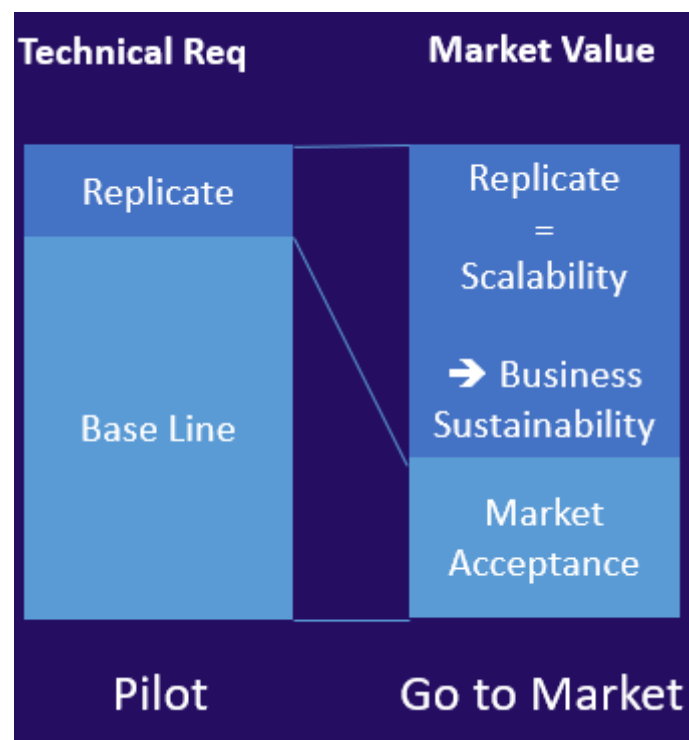 Technical Req
Market Value
Replicate
Base Line
Replicate
=
Scalability
➔ Business
Sustainability
Market
Acceptance
Pilot
Go to Market